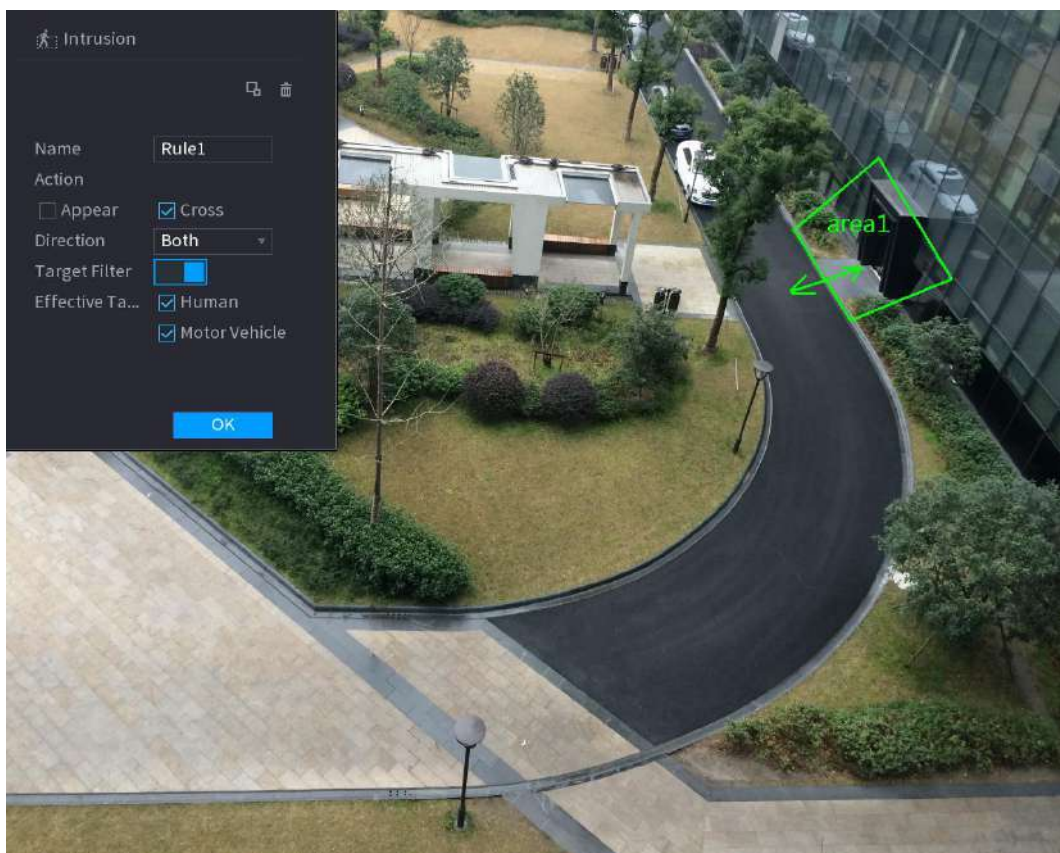 Intrusion
Name Rule1
Action
Appear Cross
Direction Both
Target Filter
Effective Ta... Human
Motor Vehicle
OK
area1